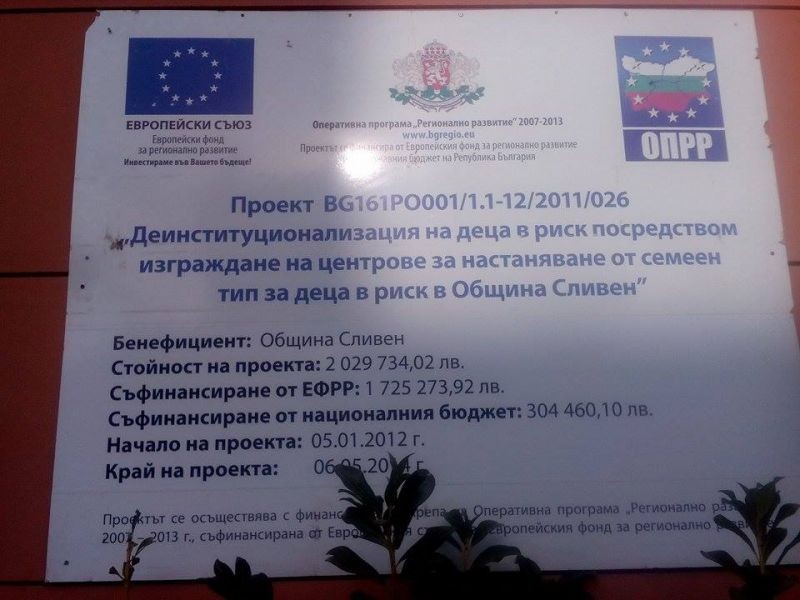 ЕВРОПЕЙСКИ СЪЮЗ
Европейски фонд
за регионално развитие
Инвестираме във Вашето бъдеще!
Оперативна програма „Регионално развитие" 2007-2013
www.bgregio.eu
Проектът се финансира от Европейския фонд за регионално развитие
бюджет на Република България
ОПРР
Проект BG161PO001/1.1-12/2011/026
„Деинституционализация на деца в риск посредством
изграждане на центрове за настаняване от семеен
тип за деца в риск в Община Сливен"
Бенефициент: Община Сливен
Стойност на проекта: 2 029 734,02 лв.
Съфинансиране от ЕФРР: 1 725 273,92 лв.
Съфинансиране от националния бюджет: 304 460,10 лв.
Начало на проекта: 05.01.2012 г.
Край на проекта: г.
Проектът се осъществява с на Оперативна програма „Регионално
2007 – 2013 г., съфинансирана от Европейския фонд за регионално